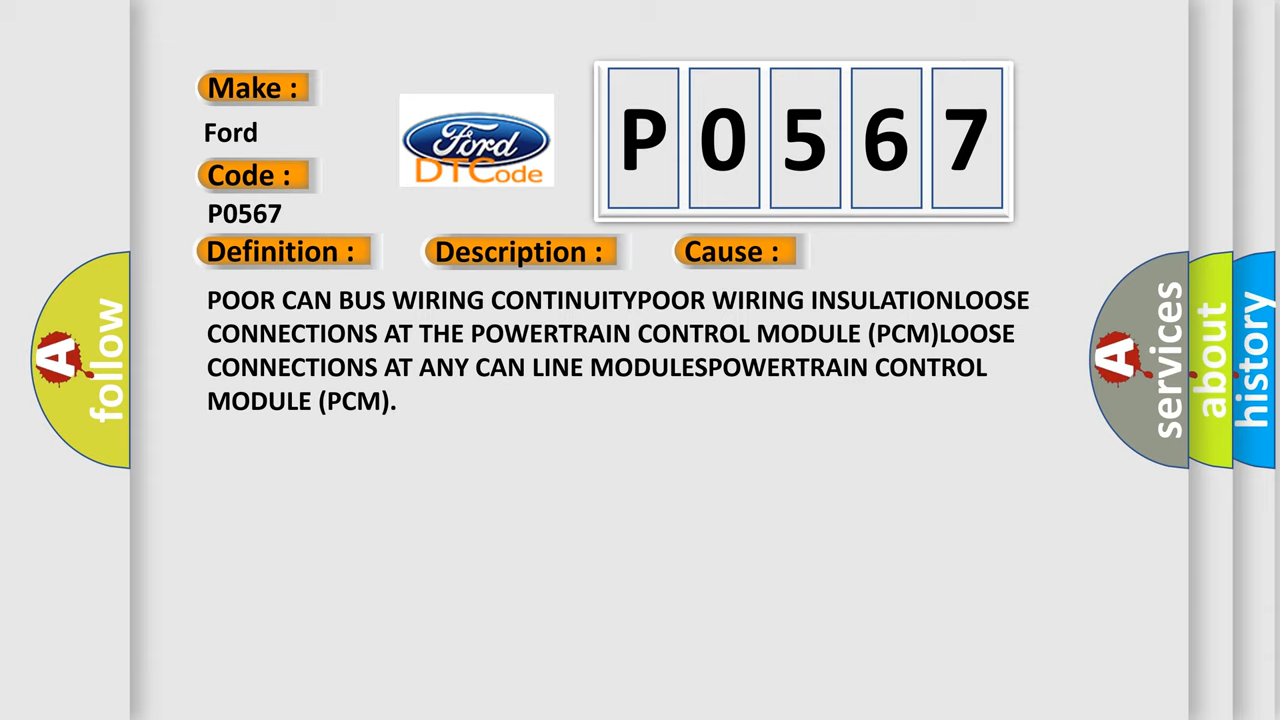 Make :
Ford
Code :
P0567
Ford
DTCode
P 0 5 6 7
Definition :
Description :
Cause :
POOR CAN BUS WIRING CONTINUITYPOOR WIRING INSULATIONLOOSE
CONNECTIONS AT THE POWERTRAIN CONTROL MODULE (PCM)LOOSE
CONNECTIONS AT ANY CAN LINE MODULESPOWERTRAIN CONTROL
MODULE (PCM).
A
follow
A
services
about
history